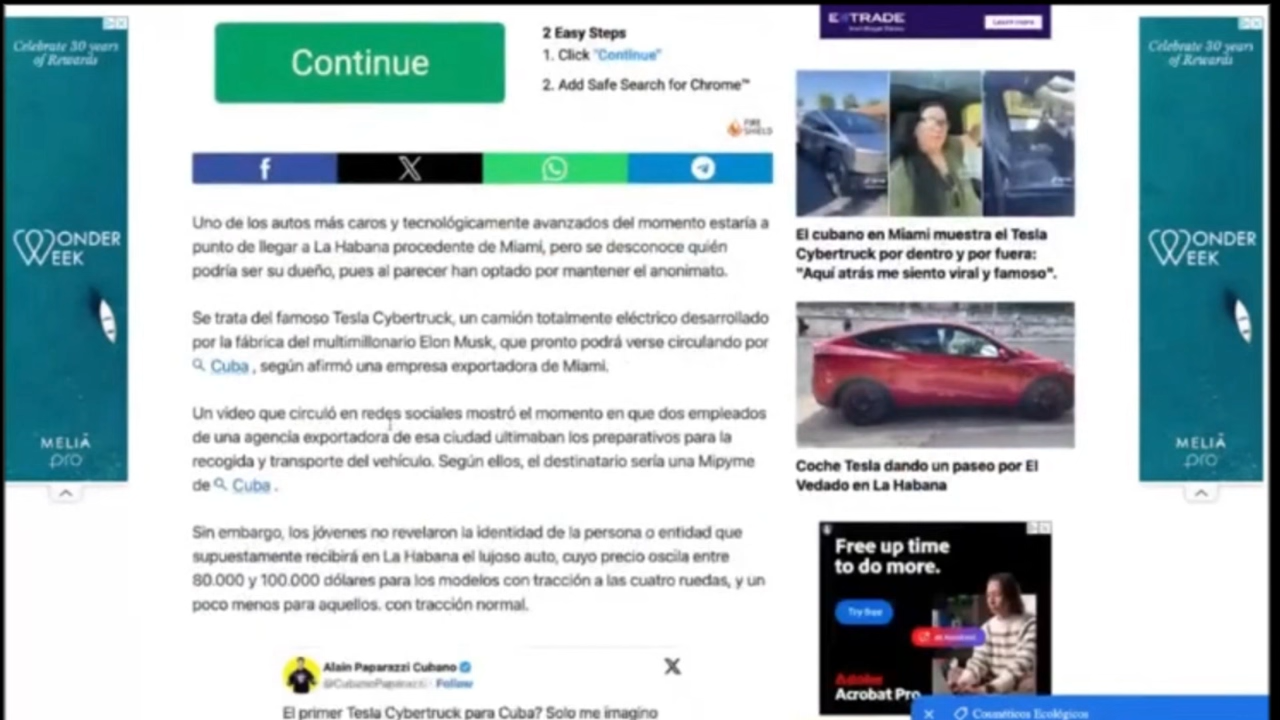 Celebrate 30 years
of Rewards
WONDER
WEEK
MELIÁ
pro
Continue
2 Easy Steps
1. Click "Continue"
2. Add Safe Search for Chrome™
FIRE
SHIELD
Uno de los autos más caros y tecnológicamente avanzados del momento estaría a
punto de llegar a La Habana procedente de Miami, pero se desconoce quién
podría ser su dueño, pues al parecer han optado por mantener el anonimato.
Se trata del famoso Tesla Cybertruck, un camión totalmente eléctrico desarrollado
por la fábrica del multimillonario Elon Musk, que pronto podrá verse circulando por
Cuba , según afirmó una empresa exportadora de Miami.
Un video que circuló en redes sociales mostró el momento en que dos empleados
de una agencia exportadora de esa ciudad ultimaban los preparativos para la
recogida y transporte del vehículo. Según ellos, el destinatario sería una Mipyme
de Cuba .
Sin embargo, los jóvenes no revelaron la identidad de la persona o entidad que
supuestamente recibirá en La Habana el lujoso auto, cuyo precio oscila entre
80.000 y 100.000 dólares para los modelos con tracción a las cuatro ruedas, y un
poco menos para aquellos. con tracción normal.
Alain Paparazzi Cubano
@CubanoPaparazzi · Follow
El primer Tesla Cybertruck para Cuba? Solo me imagino
E*TRADE
Learn more
El cubano en Miami muestra el Tesla
Cybertruck por dentro y por fuera:
"Aquí atrás me siento viral y famoso".
Coche Tesla dando un paseo por El
Vedado en La Habana
Free up time
to do more.
Try free
Adobe
Acrobat Pro
Cosméticos Ecológicos
Celebrate 30 years
of Rewards
WONDER
WEEK
MELIÁ
pro